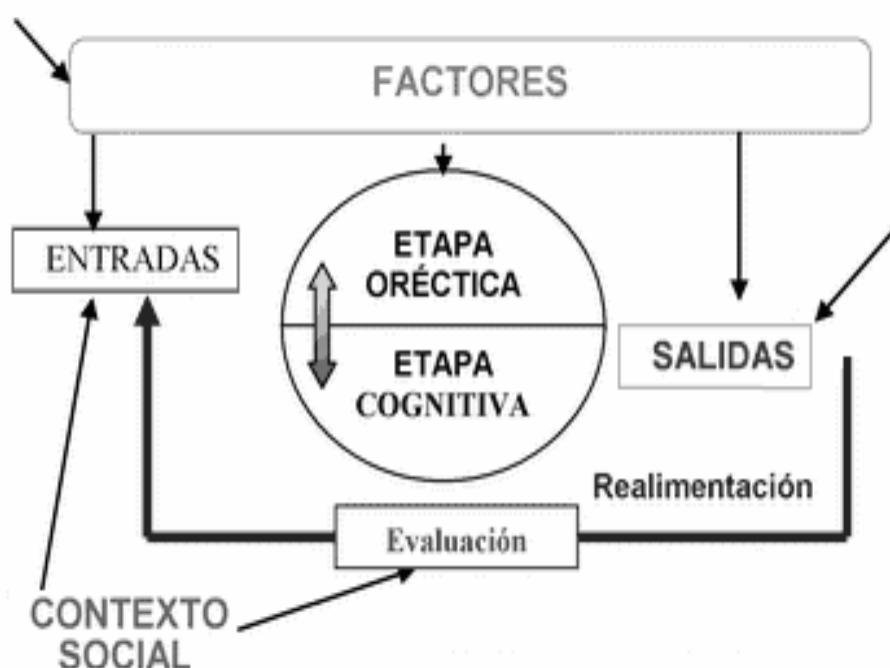 FACTORES
ENTRADAS
ETAPA
ORÉCTICA
ETAPA
COGNITIVA
SALIDAS
Realimentación
Evaluación
CONTEXTO
SOCIAL